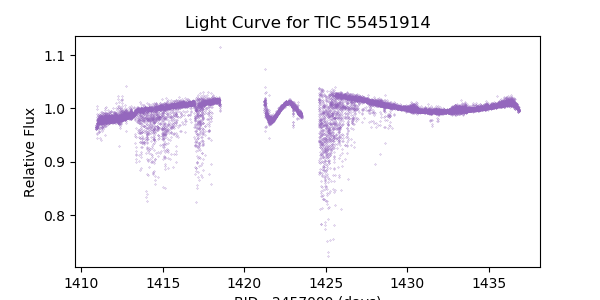 Light Curve for TIC 55451914
Relative Flux
1.1
1.0
0.9
0.8
1410 1415 1420 1425 1430 1435
BJD - 2457000 (days)